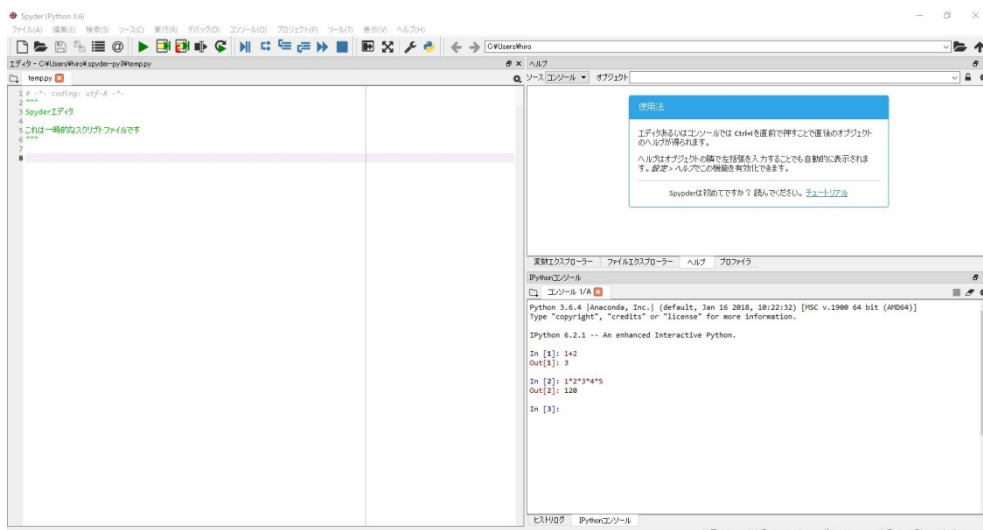 Spyder (Python 3.6)
ファイル(A) 編集(E) 検索(S) ソース(C) 実行(R) デバッグ(D) コンソール(O) プロジェクト(P) ツール(T) 表示(V) ヘルプ(H)
C:¥Users¥hiro
エディタ - C:¥Users¥hiro¥.spyder-py3¥temp.py
temp.py
1 # -*- coding: utf-8 -*-
2 """
3 Spyderエディタ
4
5 これは一時的なスクリプトファイルです
6 """
7
8
ヘルプ
ソース コンソール オブジェクト
使用法
エディタあるいはコンソールでは Ctrl+Iを直前で押すことで直後のオブジェクト
のヘルプが得られます。
ヘルプはオブジェクトの隣で左括弧を入力することでも自動的に表示されま
す。設定 > ヘルプでこの機能を有効化できます。
Spypderは初めてですか? 読んでください。 チュートリアル
変数エクスプローラー ファイルエクスプローラー ヘルプ プロファイラ
IPythonコンソール
コンソール 1/A
Python 3.6.4 |Anaconda, Inc.| (default, Jan 16 2018, 10:22:32) [MSC v.1900 64 bit (AMD64)]
Type "copyright", "credits" or "license" for more information.
IPython 6.2.1 -- An enhanced Interactive Python.
In [1]: 1+2
Out[1]: 3
In [2]: 1*2*3*4*5
Out[2]: 120
In [3]:
ヒストリログ IPythonコンソール